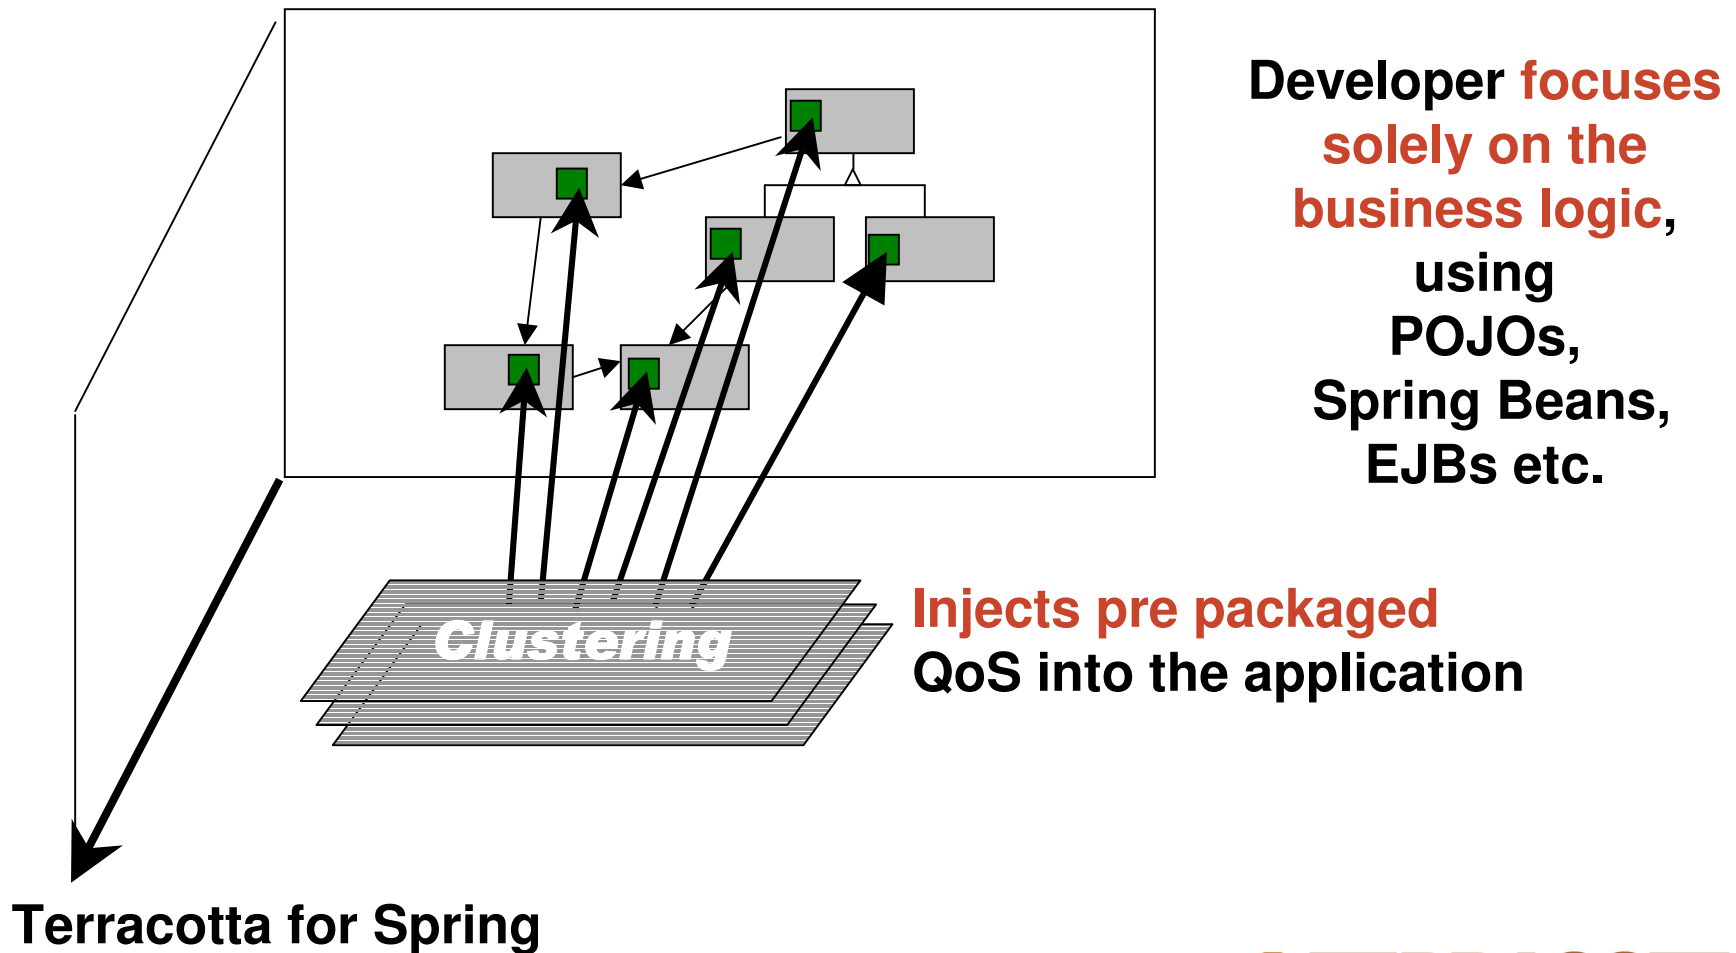 Developer focuses
solely on the
business logic,
using
POJOs,
Spring Beans,
EJBs etc.
Clustering
Injects pre packaged
QoS into the application
Terracotta for Spring